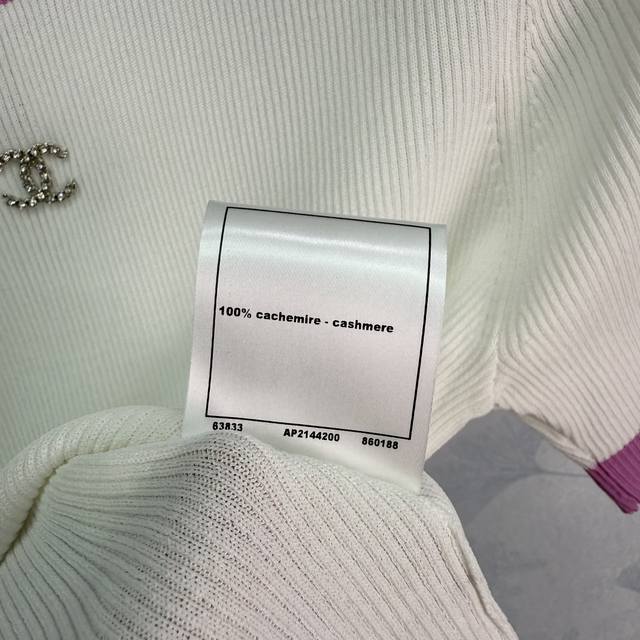 100% cachemire - cashmere
63833 AP2144200 860188